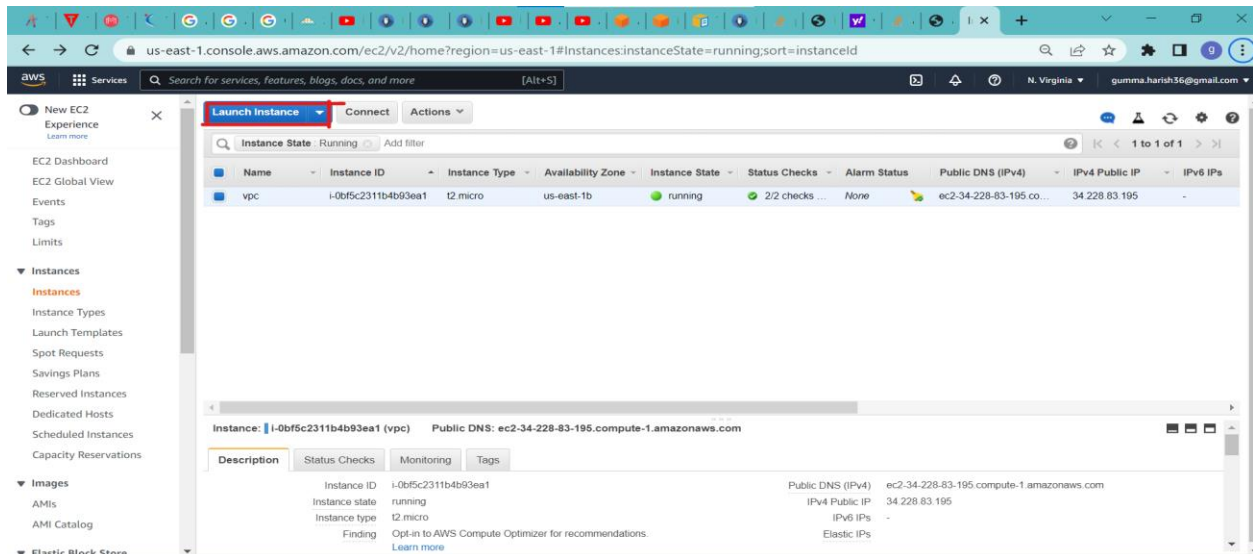 us-east-1.console.aws.amazon.com/ec2/v2/home?region=us-east-1#Instances:instanceState=running;sort=instanceId
g
aws Services Search for services, features, blogs, docs, and more [Alt+S] N. Virginia gumma.harish36@gmail.com
New EC2
Experience
Learn more
EC2 Dashboard
EC2 Global View
Events
Tags
Limits
Instances
Instances
Instance Types
Launch Templates
Spot Requests
Savings Plans
Reserved Instances
Dedicated Hosts
Scheduled Instances
Capacity Reservations
Images
AMIs
AMI Catalog
Elastic Block Store
Launch Instance Connect Actions
Instance State : Running Add filter 1 to 1 of 1
Name Instance ID Instance Type Availability Zone Instance State Status Checks Alarm Status Public DNS (IPv4) IPv4 Public IP IPv6 IPs
vpc i-0bf5c2311b4b93ea1 t2.micro us-east-1b running 2/2 checks ... None ec2-34-228-83-195.co... 34.228.83.195 -
Instance: i-0bf5c2311b4b93ea1 (vpc) Public DNS: ec2-34-228-83-195.compute-1.amazonaws.com
Description Status Checks Monitoring Tags
Instance ID i-0bf5c2311b4b93ea1 Public DNS (IPv4) ec2-34-228-83-195.compute-1.amazonaws.com
Instance state running IPv4 Public IP 34.228.83.195
Instance type t2.micro IPv6 IPs -
Finding Opt-in to AWS Compute Optimizer for recommendations. Elastic IPs
Learn more